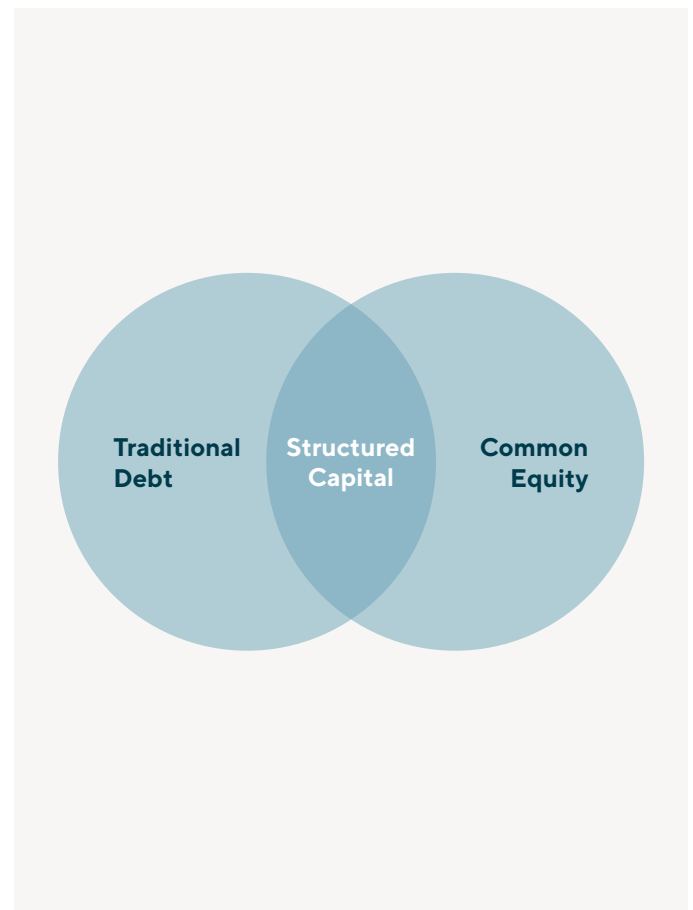 Traditional
Debt
Structured
Capital
Common
Equity